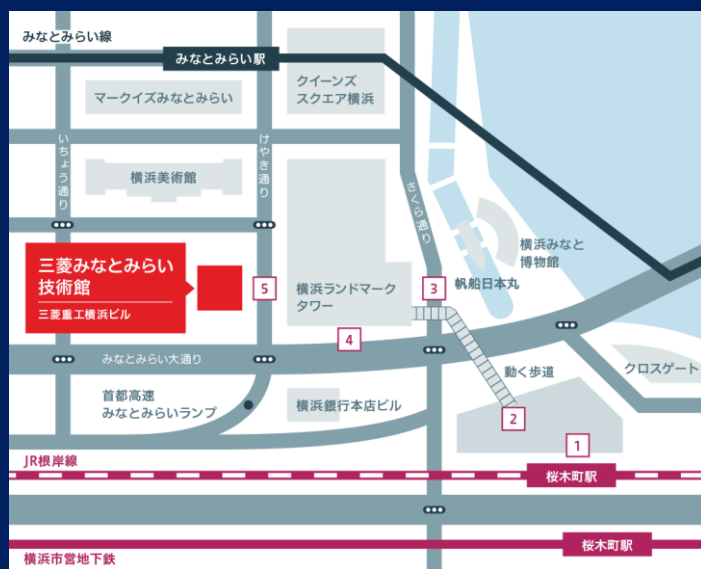 みなとみらい線
みなとみらい駅
クイーンズ
スクエア横浜
マークイズみなとみらい
いちょう通り
けやき通り
さくら通り
横浜美術館
横浜みなと
博物館
帆船日本丸
三菱みなとみらい
技術館
三菱重工横浜ビル
5
横浜ランドマーク
タワー
3
4
みなとみらい大通り
動く歩道
クロスゲート
首都高速
みなとみらいランプ
横浜銀行本店ビル
2
1
JR根岸線
桜木町駅
桜木町駅
横浜市営地下鉄